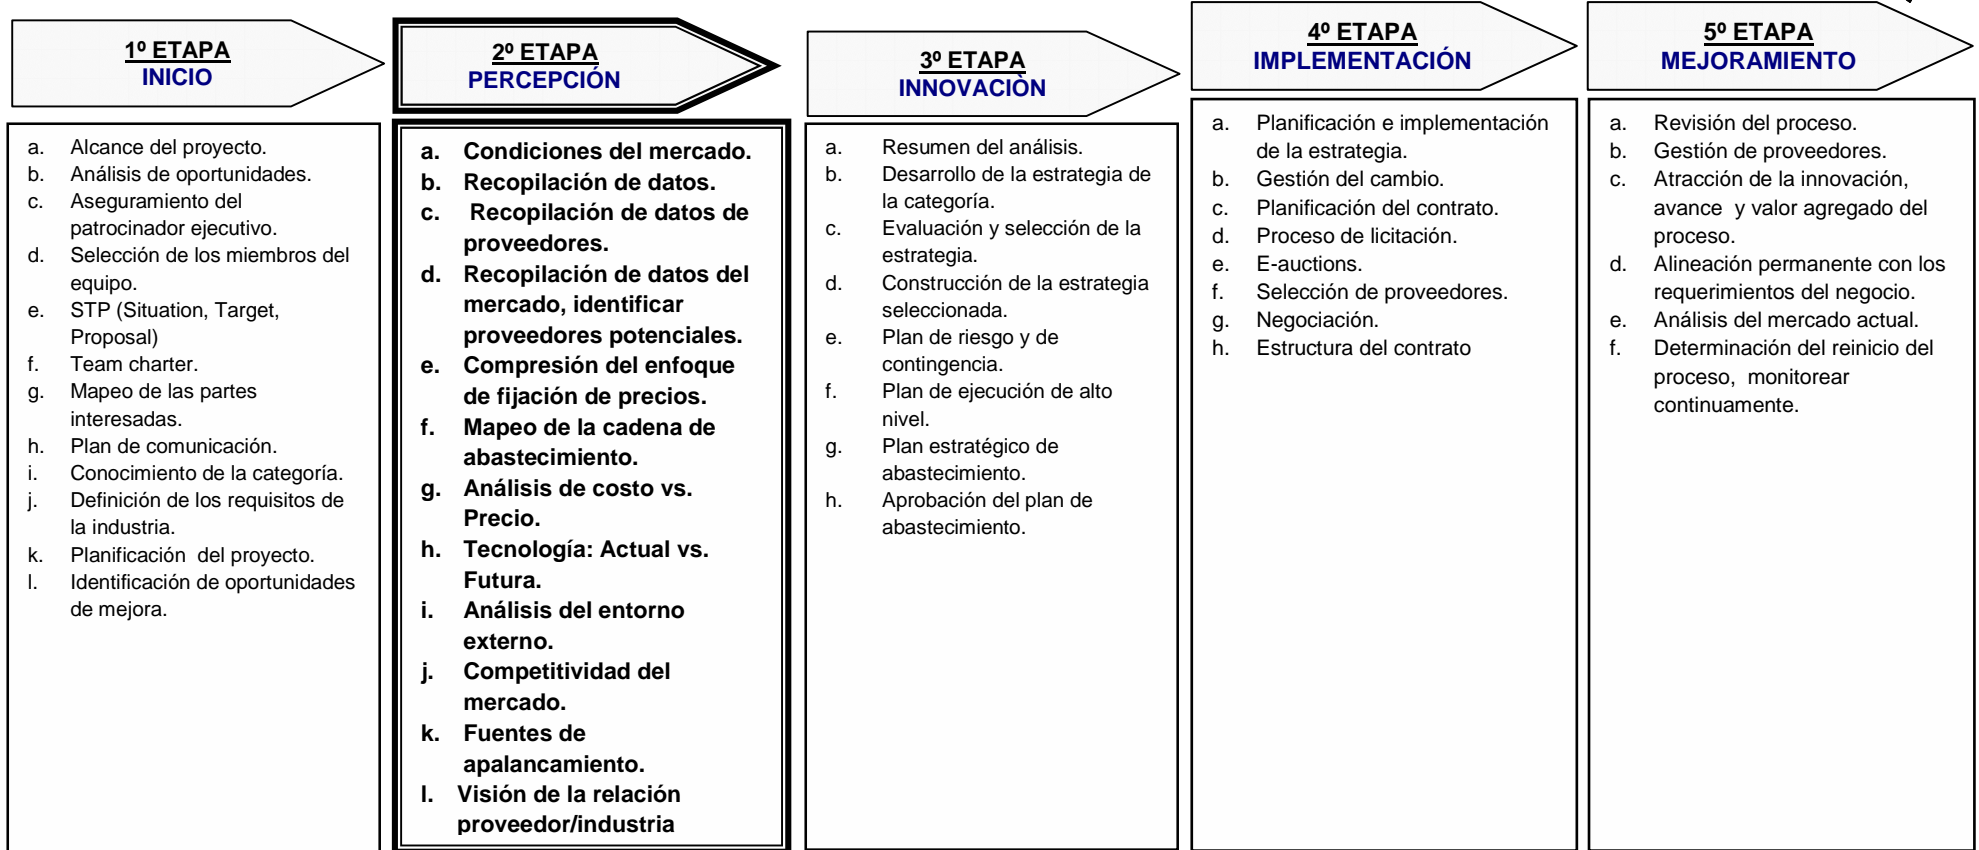 1º ETAPA
INICIO
a. Alcance del proyecto.
b. Análisis de oportunidades.
c. Aseguramiento del
patrocinador ejecutivo.
d. Selección de los miembros del
equipo.
e. STP (Situation, Target,
Proposal)
f. Team charter.
g. Mapeo de las partes
interesadas.
h. Plan de comunicación.
i. Conocimiento de la categoría.
j. Definición de los requisitos de
la industria.
k. Planificación del proyecto.
l. Identificación de oportunidades
de mejora.
2º ETAPA
PERCEPCIÓN
a. Condiciones del mercado.
b. Recopilación de datos.
c. Recopilación de datos de
proveedores.
d. Recopilación de datos del
mercado, identificar
proveedores potenciales.
e. Compresión del enfoque
de fijación de precios.
f. Mapeo de la cadena de
abastecimiento.
g. Análisis de costo vs.
Precio.
h. Tecnología: Actual vs.
Futura.
i. Análisis del entorno
externo.
j. Competitividad del
mercado.
k. Fuentes de
apalancamiento.
l. Visión de la relación
proveedor/industria
3º ETAPA
INNOVACIÒN
a. Resumen del análisis.
b. Desarrollo de la estrategia de
la categoría.
c. Evaluación y selección de la
estrategia.
d. Construcción de la estrategia
seleccionada.
e. Plan de riesgo y de
contingencia.
f. Plan de ejecución de alto
nivel.
g. Plan estratégico de
abastecimiento.
h. Aprobación del plan de
abastecimiento.
4º ETAPA
IMPLEMENTACIÓN
a. Planificación e implementación
de la estrategia.
b. Gestión del cambio.
c. Planificación del contrato.
d. Proceso de licitación.
e. E-auctions.
f. Selección de proveedores.
g. Negociación.
h. Estructura del contrato
5º ETAPA
MEJORAMIENTO
a. Revisión del proceso.
b. Gestión de proveedores.
c. Atracción de la innovación,
avance y valor agregado del
proceso.
d. Alineación permanente con los
requerimientos del negocio.
e. Análisis del mercado actual.
f. Determinación del reinicio del
proceso, monitorear
continuamente.